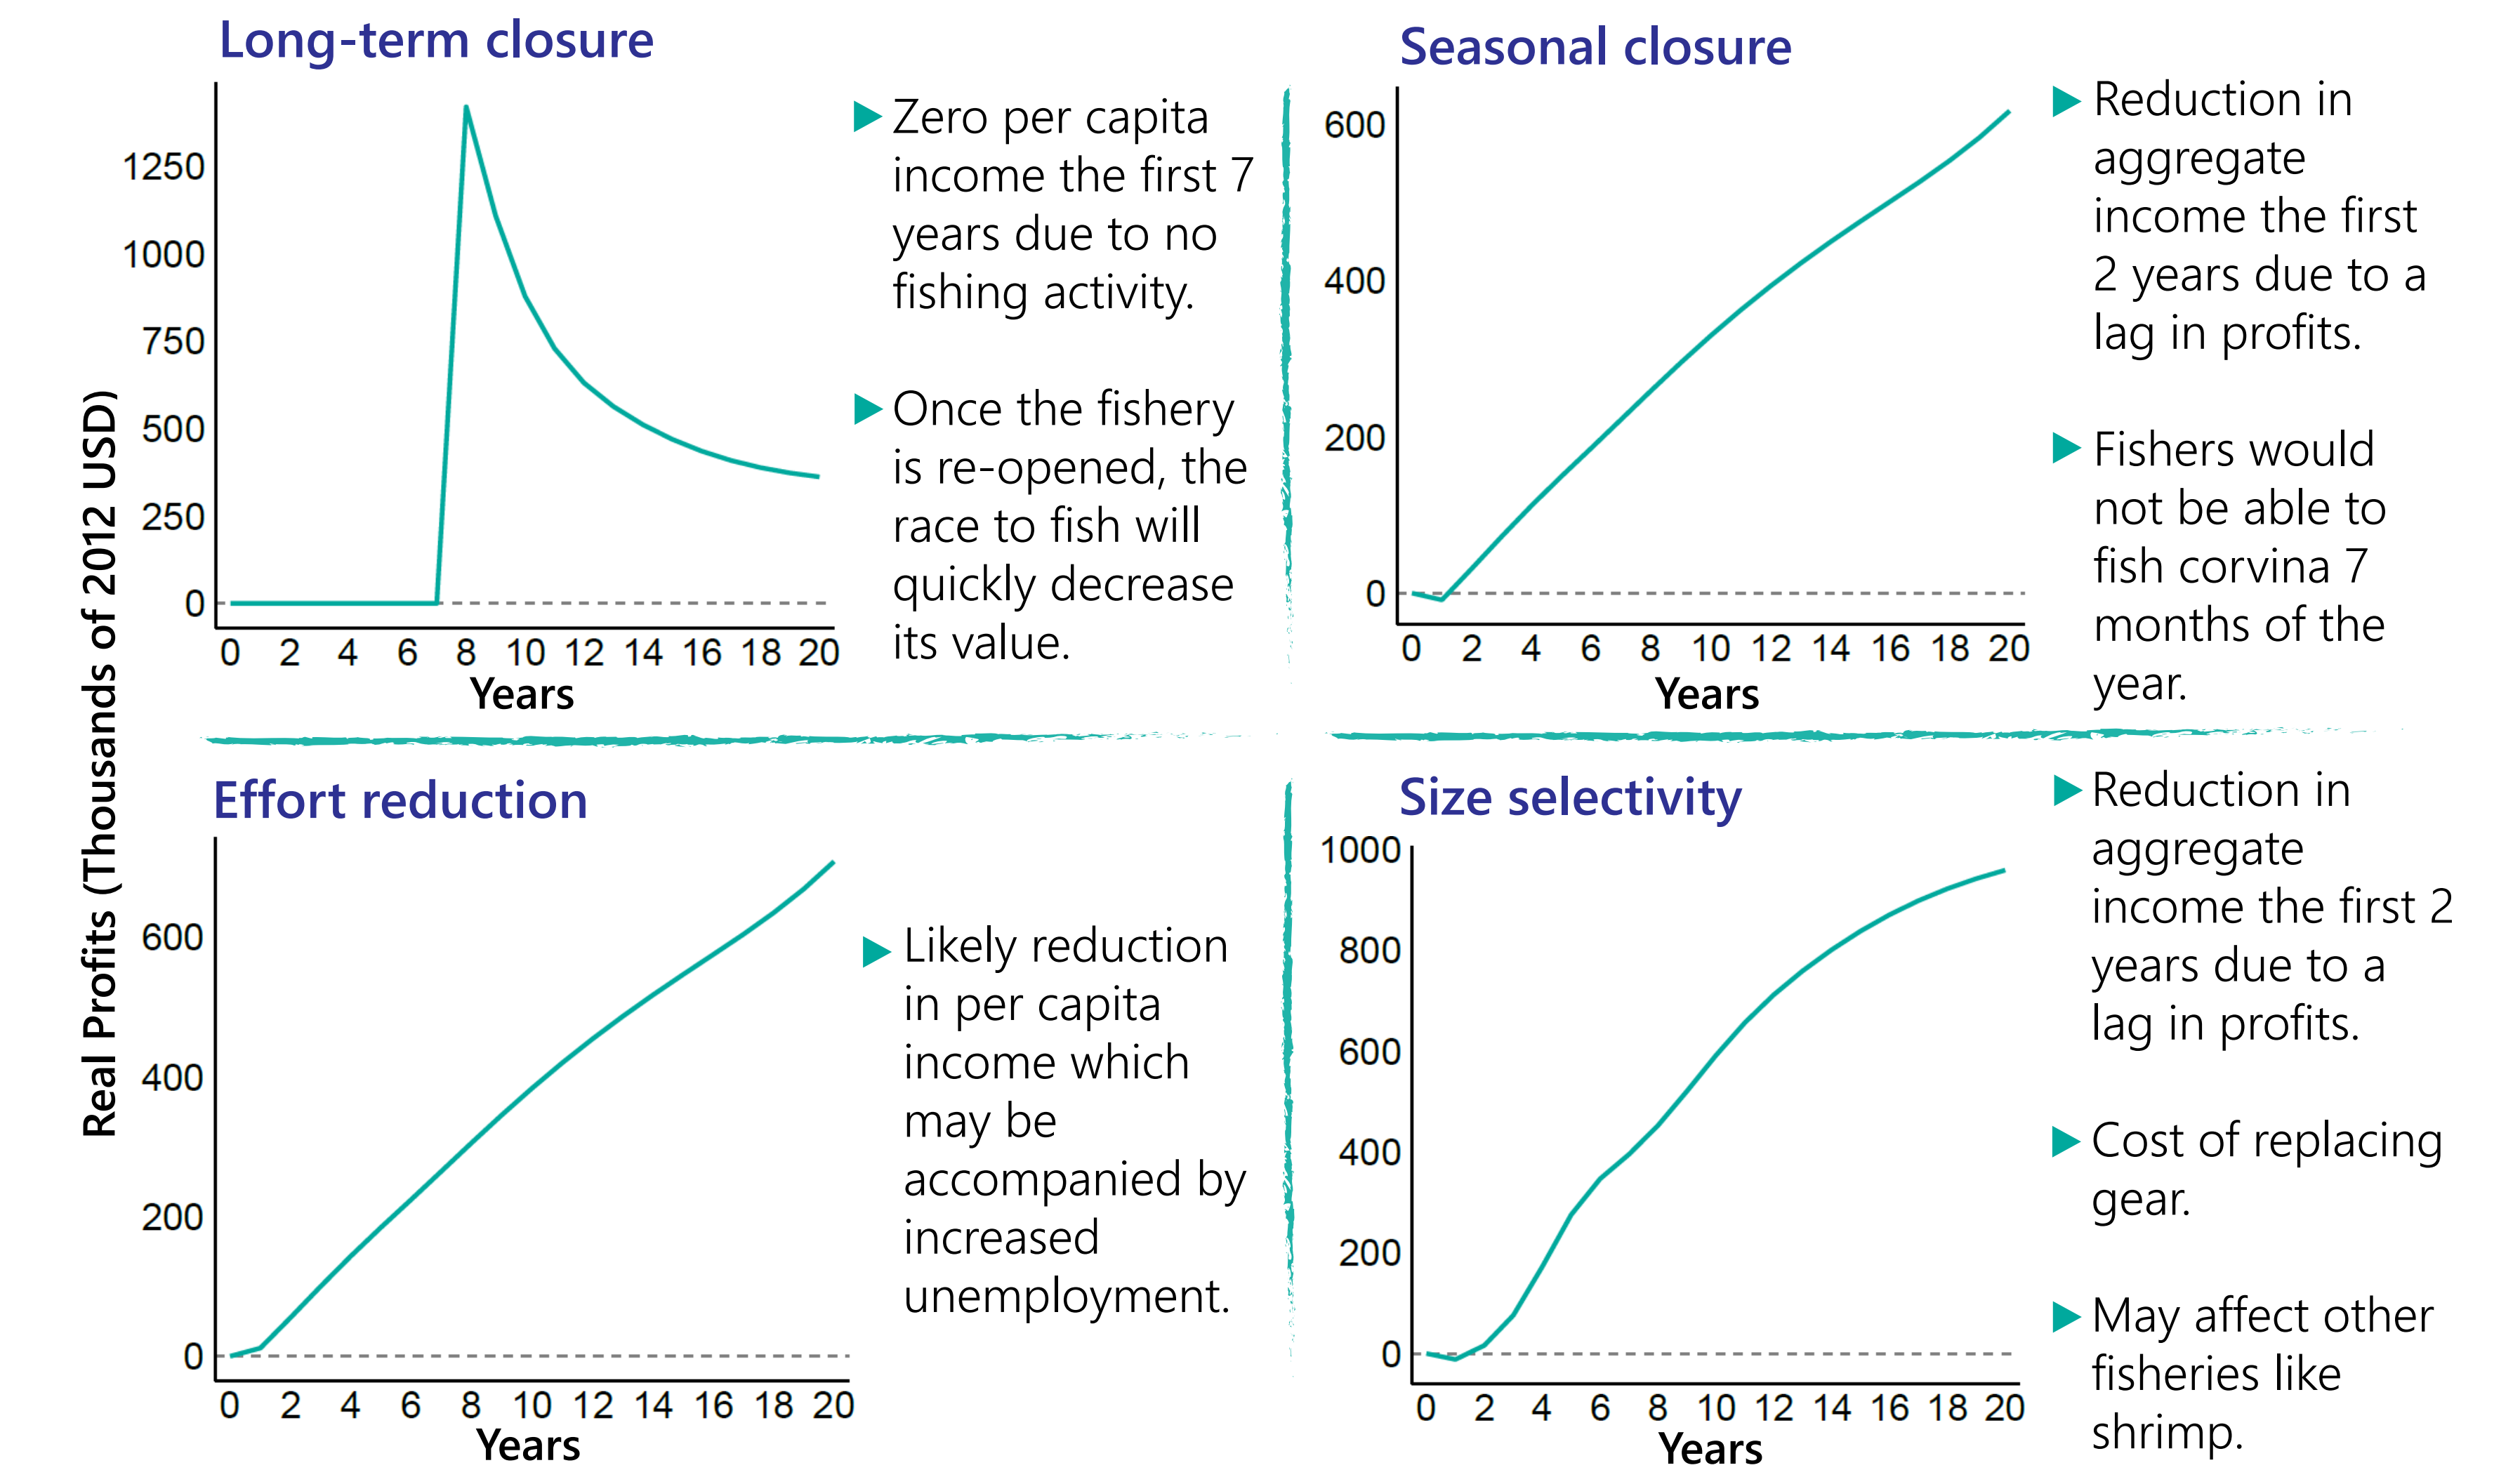 Long-term closure
1250
1000
750
500
250
0
0 2 4 6 8 10 12 14 16 18 20
Years
Zero per capita
income the first 7
years due to no
fishing activity.
Once the fishery
is re-opened, the
race to fish will
quickly decrease
its value.
Seasonal closure
600
400
200
0
0 2 4 6 8 10 12 14 16 18 20
Years
Reduction in
aggregate
income the first
2 years due to a
lag in profits.
Fishers would
not be able to
fish corvina 7
months of the
year.
Real Profits (Thousands of 2012 USD)
Effort reduction
600
400
200
0
0 2 4 6 8 10 12 14 16 18 20
Years
Likely reduction
in per capita
income which
may be
accompanied by
increased
unemployment.
Size selectivity
1000
800
600
400
200
0
0 2 4 6 8 10 12 14 16 18 20
Years
Reduction in
aggregate
income the first 2
years due to a
lag in profits.
Cost of replacing
gear.
May affect other
fisheries like
shrimp.